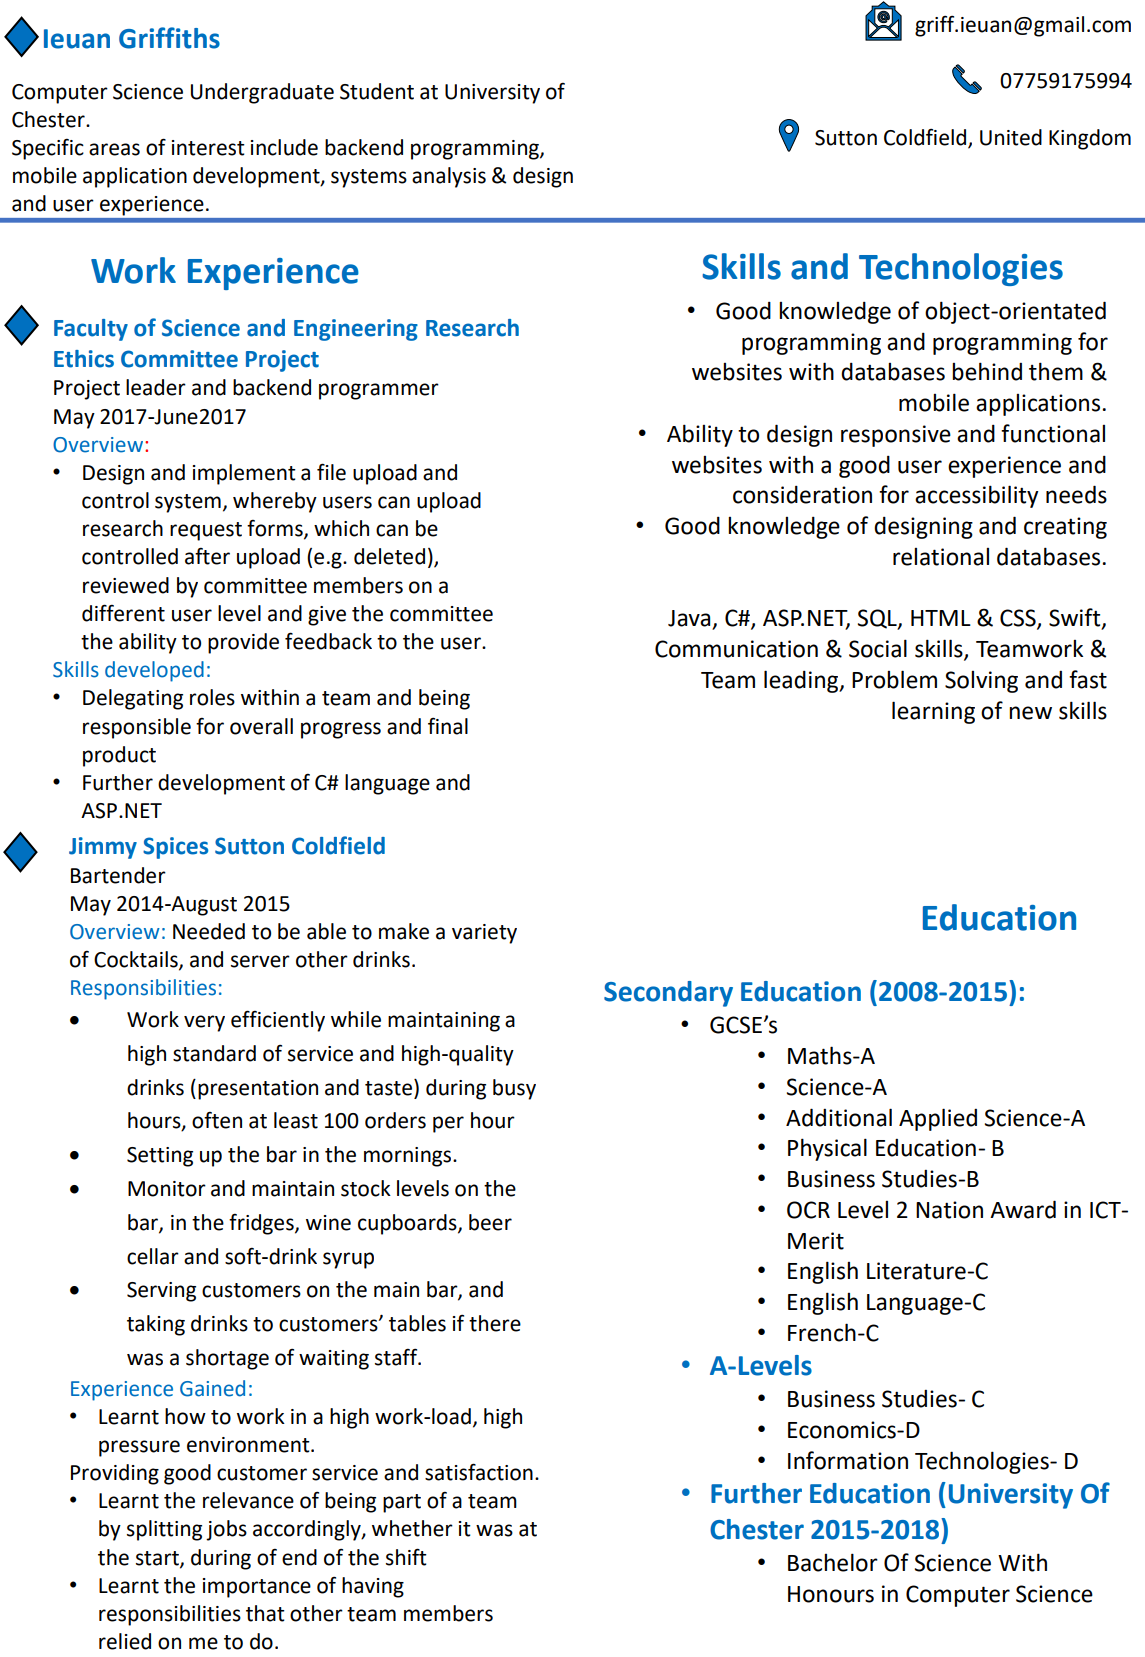 Ieuan Griffiths
Computer Science Undergraduate Student at University of
Chester.
Specific areas of interest include backend programming,
mobile application development, systems analysis & design
and user experience.
griff.ieuan@gmail.com
07759175994
Sutton Coldfield, United Kingdom
Work Experience
Faculty of Science and Engineering Research
Ethics Committee Project
Project leader and backend programmer
May 2017-June2017
Overview:
• Design and implement a file upload and
control system, whereby users can upload
research request forms, which can be
controlled after upload (e.g. deleted),
reviewed by committee members on a
different user level and give the committee
the ability to provide feedback to the user.
Skills developed:
• Delegating roles within a team and being
responsible for overall progress and final
product
• Further development of C# language and
ASP.NET
Jimmy Spices Sutton Coldfield
Bartender
May 2014-August 2015
Overview: Needed to be able to make a variety
of Cocktails, and server other drinks.
Responsibilities:
• Work very efficiently while maintaining a
high standard of service and high-quality
drinks (presentation and taste) during busy
hours, often at least 100 orders per hour
• Setting up the bar in the mornings.
• Monitor and maintain stock levels on the
bar, in the fridges, wine cupboards, beer
cellar and soft-drink syrup
• Serving customers on the main bar, and
taking drinks to customers’ tables if there
was a shortage of waiting staff.
Experience Gained:
• Learnt how to work in a high work-load, high
pressure environment.
Providing good customer service and satisfaction.
• Learnt the relevance of being part of a team
by splitting jobs accordingly, whether it was at
the start, during of end of the shift
• Learnt the importance of having
responsibilities that other team members
relied on me to do.
Skills and Technologies
• Good knowledge of object-orientated
programming and programming for
websites with databases behind them &
mobile applications.
• Ability to design responsive and functional
websites with a good user experience and
consideration for accessibility needs
• Good knowledge of designing and creating
relational databases.
Java, C#, ASP.NET, SQL, HTML & CSS, Swift,
Communication & Social skills, Teamwork &
Team leading, Problem Solving and fast
learning of new skills
Education
Secondary Education (2008-2015):
• GCSE’s
• Maths-A
• Science-A
• Additional Applied Science-A
• Physical Education- B
• Business Studies-B
• OCR Level 2 Nation Award in ICT-
Merit
• English Literature-C
• English Language-C
• French-C
• A-Levels
• Business Studies- C
• Economics-D
• Information Technologies- D
• Further Education (University Of
Chester 2015-2018)
• Bachelor Of Science With
Honours in Computer Science